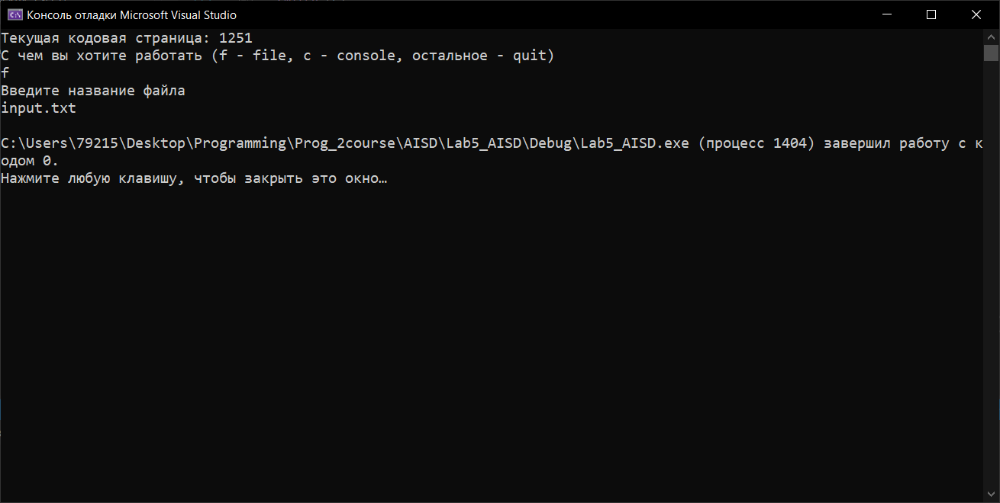 Консоль отладки Microsoft Visual Studio
Текущая кодовая страница: 1251
С чем вы хотите работать (f - file, c - console, остальное - quit)
f
Введите название файла
input.txt
C:\Users\79215\Desktop\Programming\Prog_2course\AISD\Lab5_AISD\Debug\Lab5_AISD.exe (процесс 1404) завершил работу с к
одом 0.
Нажмите любую клавишу, чтобы закрыть это окно…